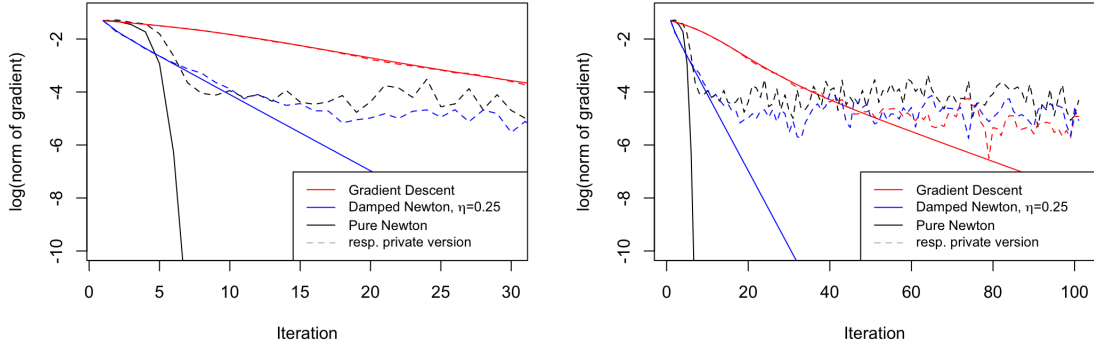 log(norm of gradient)
-2
-4
-6
-8
-10
Gradient Descent
Damped Newton, η=0.25
Pure Newton
resp. private version
0 5 10 15 20 25 30
Iteration
log(norm of gradient)
-2
-4
-6
-8
-10
Gradient Descent
Damped Newton, η=0.25
Pure Newton
resp. private version
0 20 40 60 80 100
Iteration